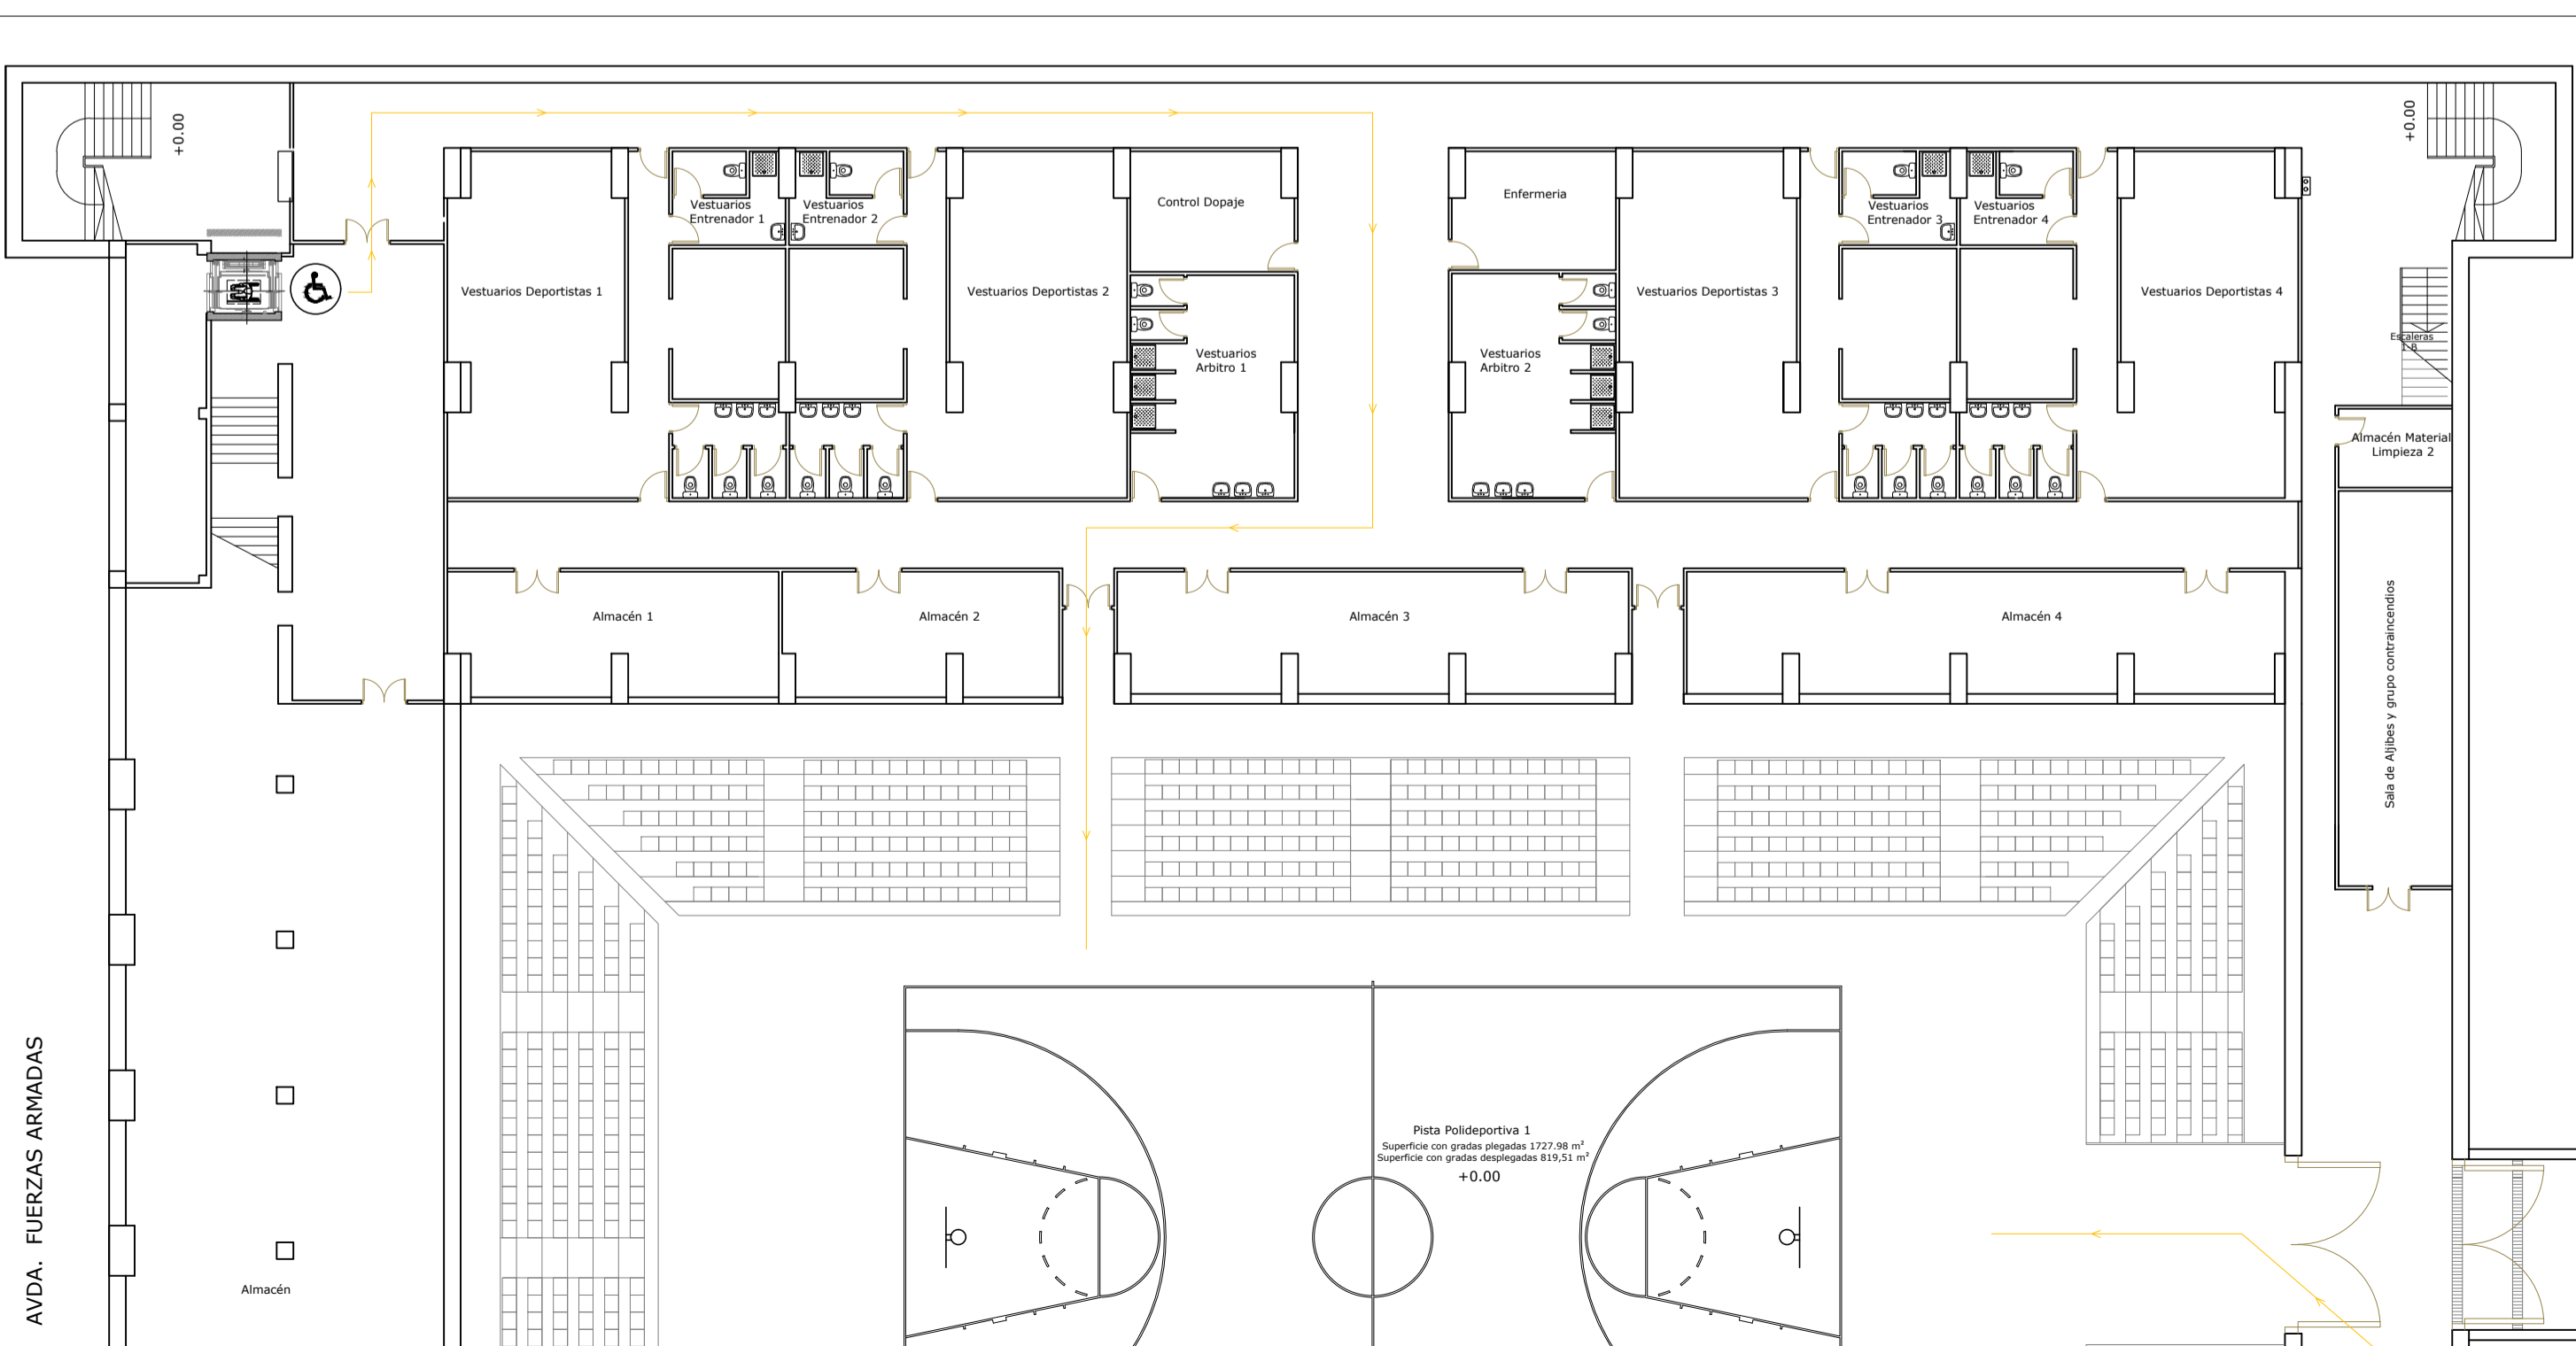 +0.00
+0.00
Vestuarios
Entrenador 1
Vestuarios
Entrenador 2
Control Dopaje
Enfermeria
Vestuarios
Entrenador 3
Vestuarios
Entrenador 4
Vestuarios Deportistas 1
Vestuarios Deportistas 2
Vestuarios Deportistas 3
Vestuarios Deportistas 4
Vestuarios
Arbitro 1
Vestuarios
Arbitro 2
Escaleras
1-B
Almacén Material
Limpieza 2
Almacén 1
Almacén 2
Almacén 3
Almacén 4
Sala de Aljibes y grupo contraincendios
Pista Polideportiva 1
Superficie con gradas plegadas 1727.98 m²
Superficie con gradas desplegadas 819,51 m²
+0.00
AVDA. FUERZAS ARMADAS
Almacén